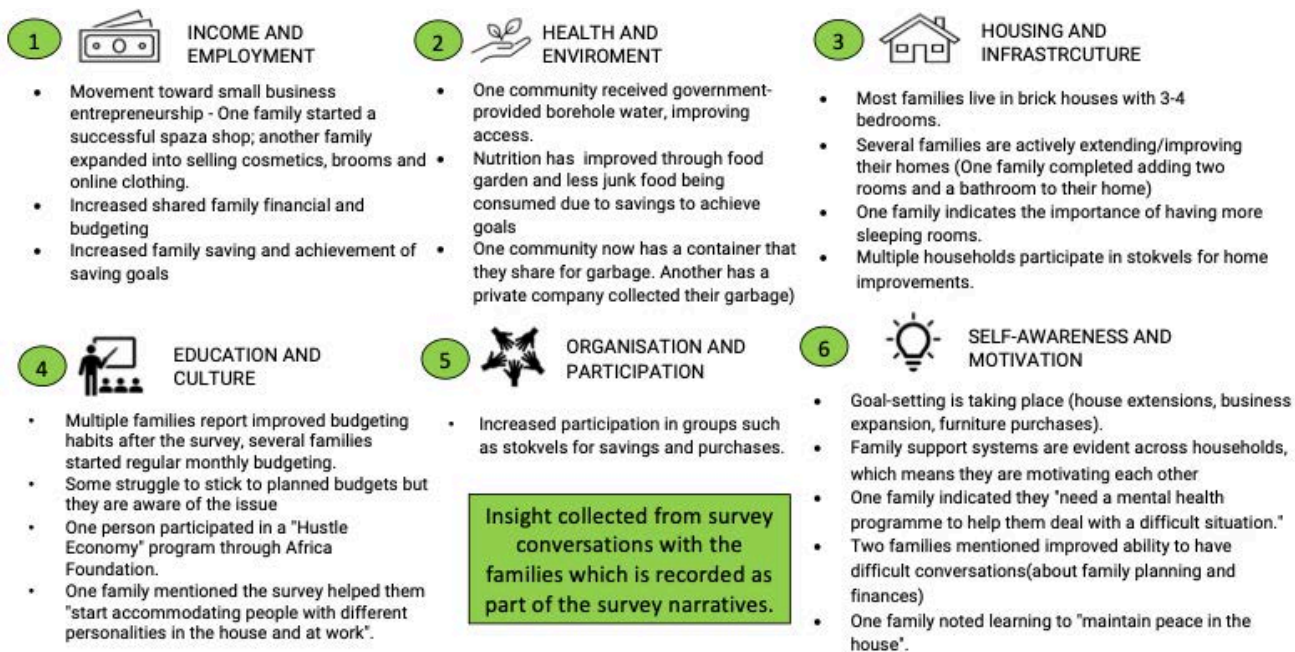 1
INCOME AND
EMPLOYMENT
• Movement toward small business
entrepreneurship - One family started a
successful spaza shop; another family
expanded into selling cosmetics, brooms and
online clothing.
• Increased shared family financial and
budgeting
• Increased family saving and achievement of
saving goals
2
HEALTH AND
ENVIROMENT
• One community received government-
provided borehole water, improving
access.
• Nutrition has improved through food
garden and less junk food being
consumed due to savings to achieve
goals
• One community now has a container that
they share for garbage. Another has a
private company collected their garbage)
3
HOUSING AND
INFRASTRCUTURE
• Most families live in brick houses with 3-4
bedrooms.
• Several families are actively extending/improving
their homes (One family completed adding two
rooms and a bathroom to their home)
• One family indicates the importance of having more
sleeping rooms.
• Multiple households participate in stokvels for home
improvements.
4
EDUCATION AND
CULTURE
• Multiple families report improved budgeting
habits after the survey, several families
started regular monthly budgeting.
• Some struggle to stick to planned budgets but
they are aware of the issue
• One person participated in a "Hustle
Economy" program through Africa
Foundation.
• One family mentioned the survey helped them
"start accommodating people with different
personalities in the house and at work".
5
ORGANISATION AND
PARTICIPATION
• Increased participation in groups such
as stokvels for savings and purchases.
Insight collected from survey
conversations with the
families which is recorded as
part of the survey narratives.
6
SELF-AWARENESS AND
MOTIVATION
• Goal-setting is taking place (house extensions, business
expansion, furniture purchases).
• Family support systems are evident across households,
which means they are motivating each other
• One family indicated they "need a mental health
programme to help them deal with a difficult situation."
• Two families mentioned improved ability to have
difficult conversations(about family planning and
finances)
• One family noted learning to "maintain peace in the
house".